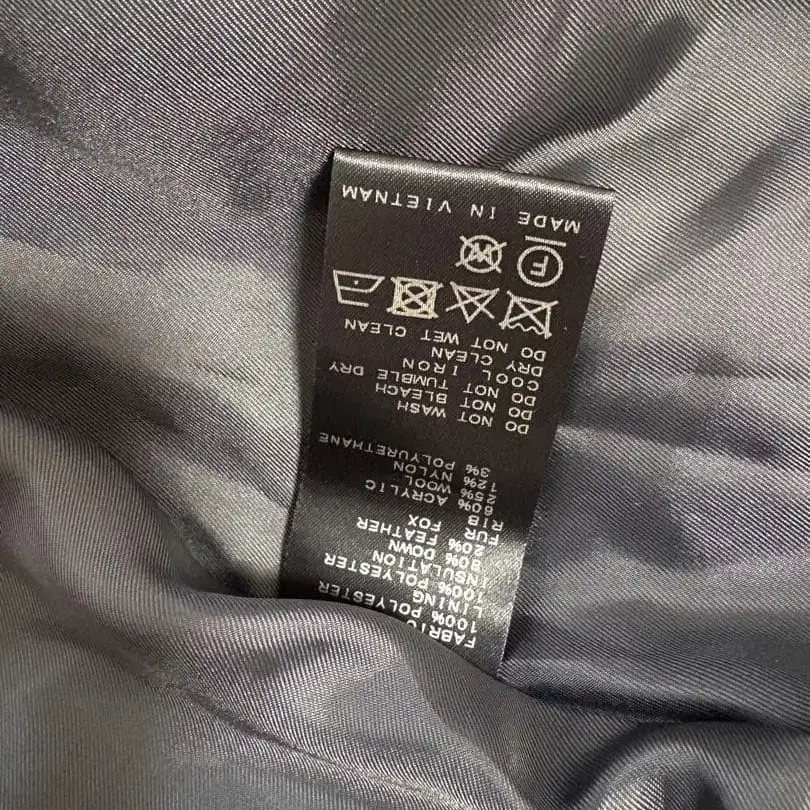 FABRIC
100% POLYESTER
LINING
100% POLYESTER
INSULATION
80% DOWN
20% FEATHER
FUR FOX
RIB
60% ACRYLIC
25% WOOL
12% NYLON
3% POLYURETHANE
DO NOT WASH
DO NOT BLEACH
DO NOT TUMBLE DRY
COOL IRON
DRY CLEAN
DO NOT WET CLEAN
F W
MADE IN VIETNAM